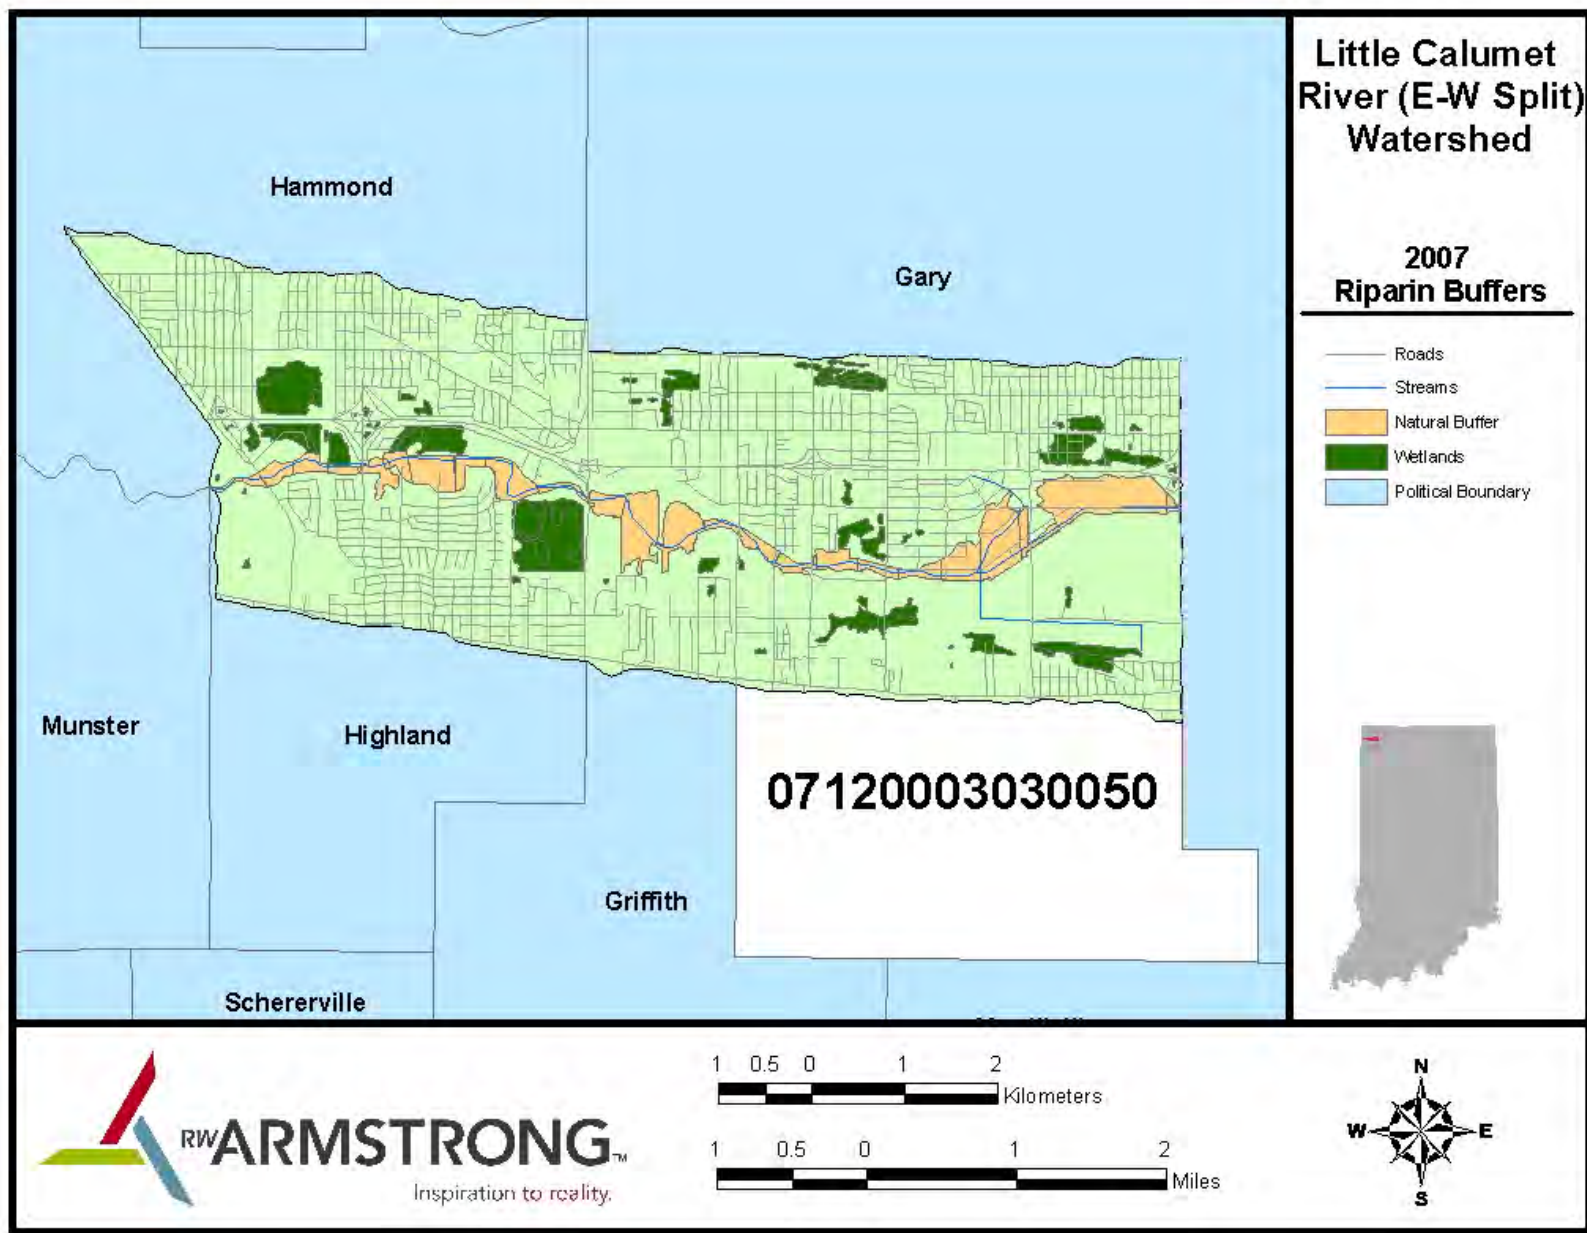 Little Calumet
River (E-W Split)
Watershed
2007
Riparin Buffers
Roads
Streams
Natural Buffer
Wetlands
Political Boundary
Hammond
Gary
Munster
Highland
07120003030050
Griffith
Schererville
RW ARMSTRONG™
Inspiration to reality.
1 0.5 0 1 2
Kilometers
1 0.5 0 1 2
Miles
N
W E
S